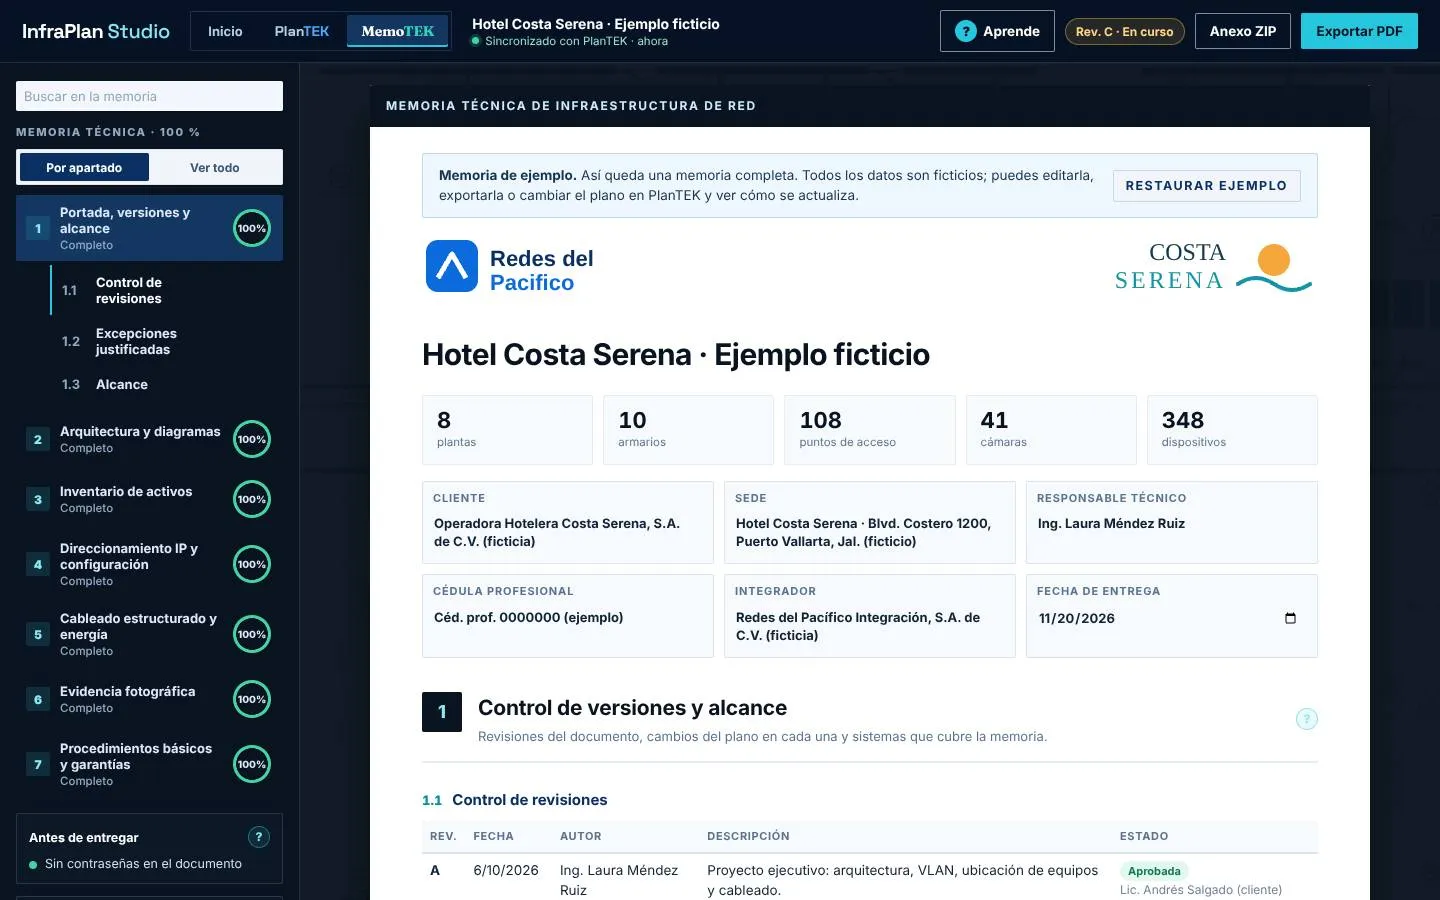 InfraPlan Studio
Inicio
PlanTEK
MemoTEK
Hotel Costa Serena · Ejemplo ficticio
Sincronizado con PlanTEK · ahora
? Aprende
Rev. C · En curso
Anexo ZIP
Exportar PDF
Buscar en la memoria
MEMORIA TÉCNICA · 100 %
Por apartado
Ver todo
1
Portada, versiones y
alcance
Completo
100%
1.1
Control de
revisiones
1.2
Excepciones
justificadas
1.3
Alcance
2
Arquitectura y diagramas
Completo
100%
3
Inventario de activos
Completo
100%
4
Direccionamiento IP y
configuración
Completo
100%
5
Cableado estructurado y
energía
Completo
100%
6
Evidencia fotográfica
Completo
100%
7
Procedimientos básicos
y garantías
Completo
100%
Antes de entregar
?
Sin contraseñas en el documento
MEMORIA TÉCNICA DE INFRAESTRUCTURA DE RED
Memoria de ejemplo. Así queda una memoria completa. Todos los datos son ficticios; puedes editarla,
exportarla o cambiar el plano en PlanTEK y ver cómo se actualiza.
RESTAURAR EJEMPLO
Redes del
Pacífico
COSTA
SERENA
Hotel Costa Serena · Ejemplo ficticio
8
plantas
10
armarios
108
puntos de acceso
41
cámaras
348
dispositivos
CLIENTE
Operadora Hotelera Costa Serena, S.A.
de C.V. (ficticia)
SEDE
Hotel Costa Serena · Blvd. Costero 1200,
Puerto Vallarta, Jal. (ficticio)
RESPONSABLE TÉCNICO
Ing. Laura Méndez Ruiz
CÉDULA PROFESIONAL
Céd. prof. 0000000 (ejemplo)
INTEGRADOR
Redes del Pacífico Integración, S.A. de
C.V. (ficticia)
FECHA DE ENTREGA
11/20/2026
1
Control de versiones y alcance
Revisiones del documento, cambios del plano en cada una y sistemas que cubre la memoria.
?
1.1 Control de revisiones
REV. FECHA AUTOR DESCRIPCIÓN ESTADO
A 6/10/2026 Ing. Laura Méndez Proyecto ejecutivo: arquitectura, VLAN, ubicación de equipos Aprobada
Ruiz y cableado. Lic. Andrés Salgado (cliente)